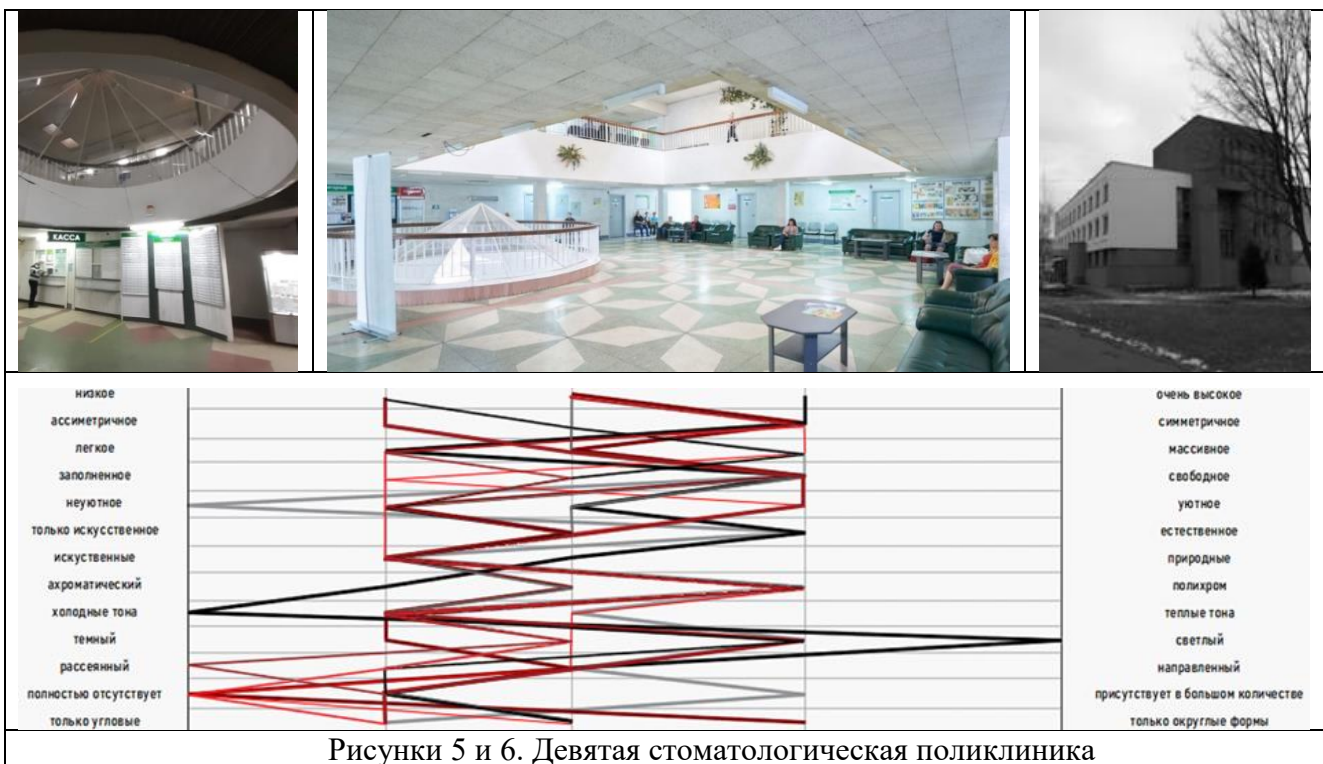 КАССА
низкое
очень высокое
ассиметричное
симметричное
легкое
массивное
заполненное
свободное
неуютное
уютное
только искусственное
естественное
искуственные
природные
ахроматический
полихром
холодные тона
теплые тона
темный
светлый
рассеянный
направленный
полностью отсутствует
присутствует в большом количестве
только угловые
только округлые формы
Рисунки 5 и 6. Девятая стоматологическая поликлиника